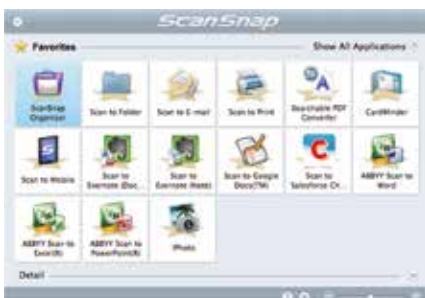 ScanSnap
Favorites
Show All Applications
ScanSnap
Organizer
Scan to Folder
Scan to E-mail
Scan to Print
Searchable PDF
Converter
CardMinder
Scan to Mobile
Scan to
Evernote (Doc...
Scan to
Evernote (Note)
Scan to Google
Docs(TM)
Scan to
Salesforce Ch...
ABBYY Scan to
Word
ABBYY Scan to
Excel(R)
ABBYY Scan to
PowerPoint(R)
iPhoto
Detail